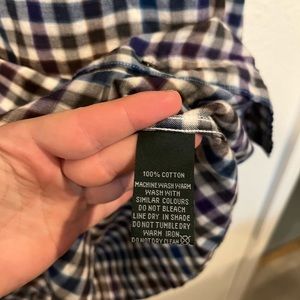 100% COTTON
MACHINE WASH WARM
WASH WITH
SIMILAR COLOURS
DO NOT BLEACH
LINE DRY IN SHADE
DO NOT TUMBLE DRY
WARM IRON
DO NOT DRY CLEAN